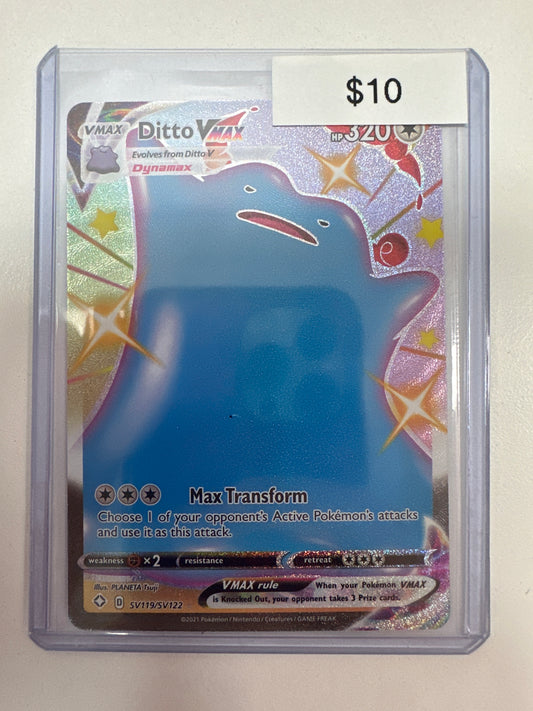 $10
VMAX
Ditto VMAX
HP 320
Evolves from Ditto V
Dynamax
Max Transform
Choose 1 of your opponent's Active Pokémon's attacks
and use it as this attack.
weakness ×2 resistance retreat
Illus. PLANETA Tsuji
D SV119/SV122
VMAX rule When your Pokémon VMAX
is Knocked Out, your opponent takes 3 Prize cards.
©2021 Pokémon / Nintendo / Creatures / GAME FREAK